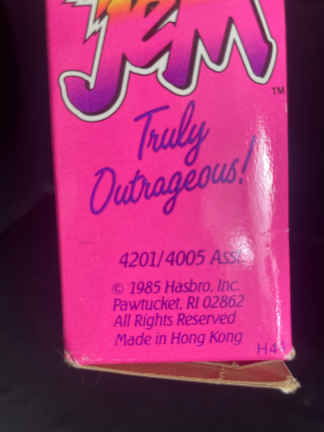 JEM
TM
Truly
Outrageous!
4201/4005 Asst
© 1985 Hasbro, Inc.
Pawtucket, RI 02862
All Rights Reserved
Made in Hong Kong